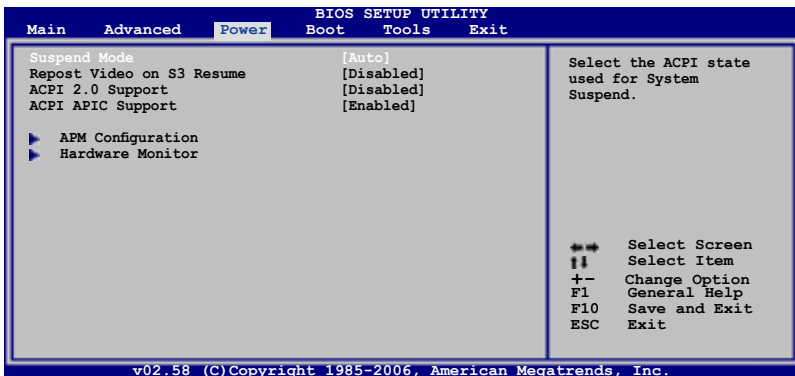 BIOS SETUP UTILITY
Main Advanced Power Boot Tools Exit
Suspend Mode [Auto]
Repost Video on S3 Resume [Disabled]
ACPI 2.0 Support [Disabled]
ACPI APIC Support [Enabled]
APM Configuration
Hardware Monitor
Select the ACPI state
used for System
Suspend.
Select Screen
Select Item
+- Change Option
F1 General Help
F10 Save and Exit
ESC Exit
v02.58 (C)Copyright 1985-2006, American Megatrends, Inc.